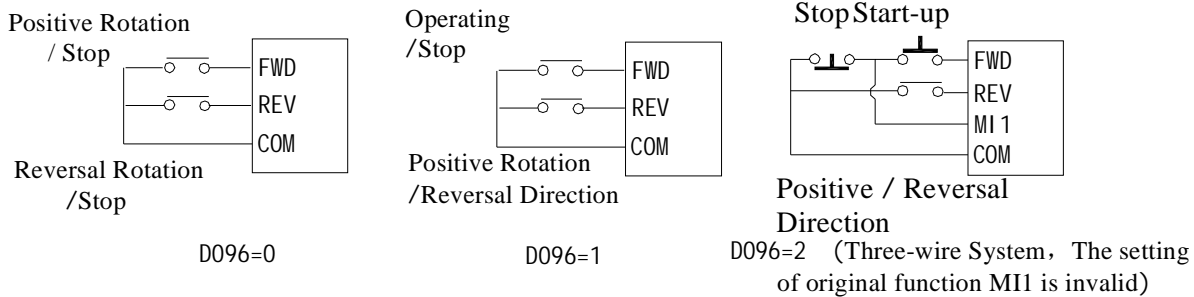 Positive Rotation
/ Stop
FWD
REV
COM
Reversal Rotation
/Stop
D096=0
Operating
/Stop
FWD
REV
COM
Positive Rotation
/Reversal Direction
D096=1
Stop Start-up
FWD
REV
MI1
COM
Positive / Reversal
Direction
D096=2 (Three-wire System, The setting
of original function MI1 is invalid)